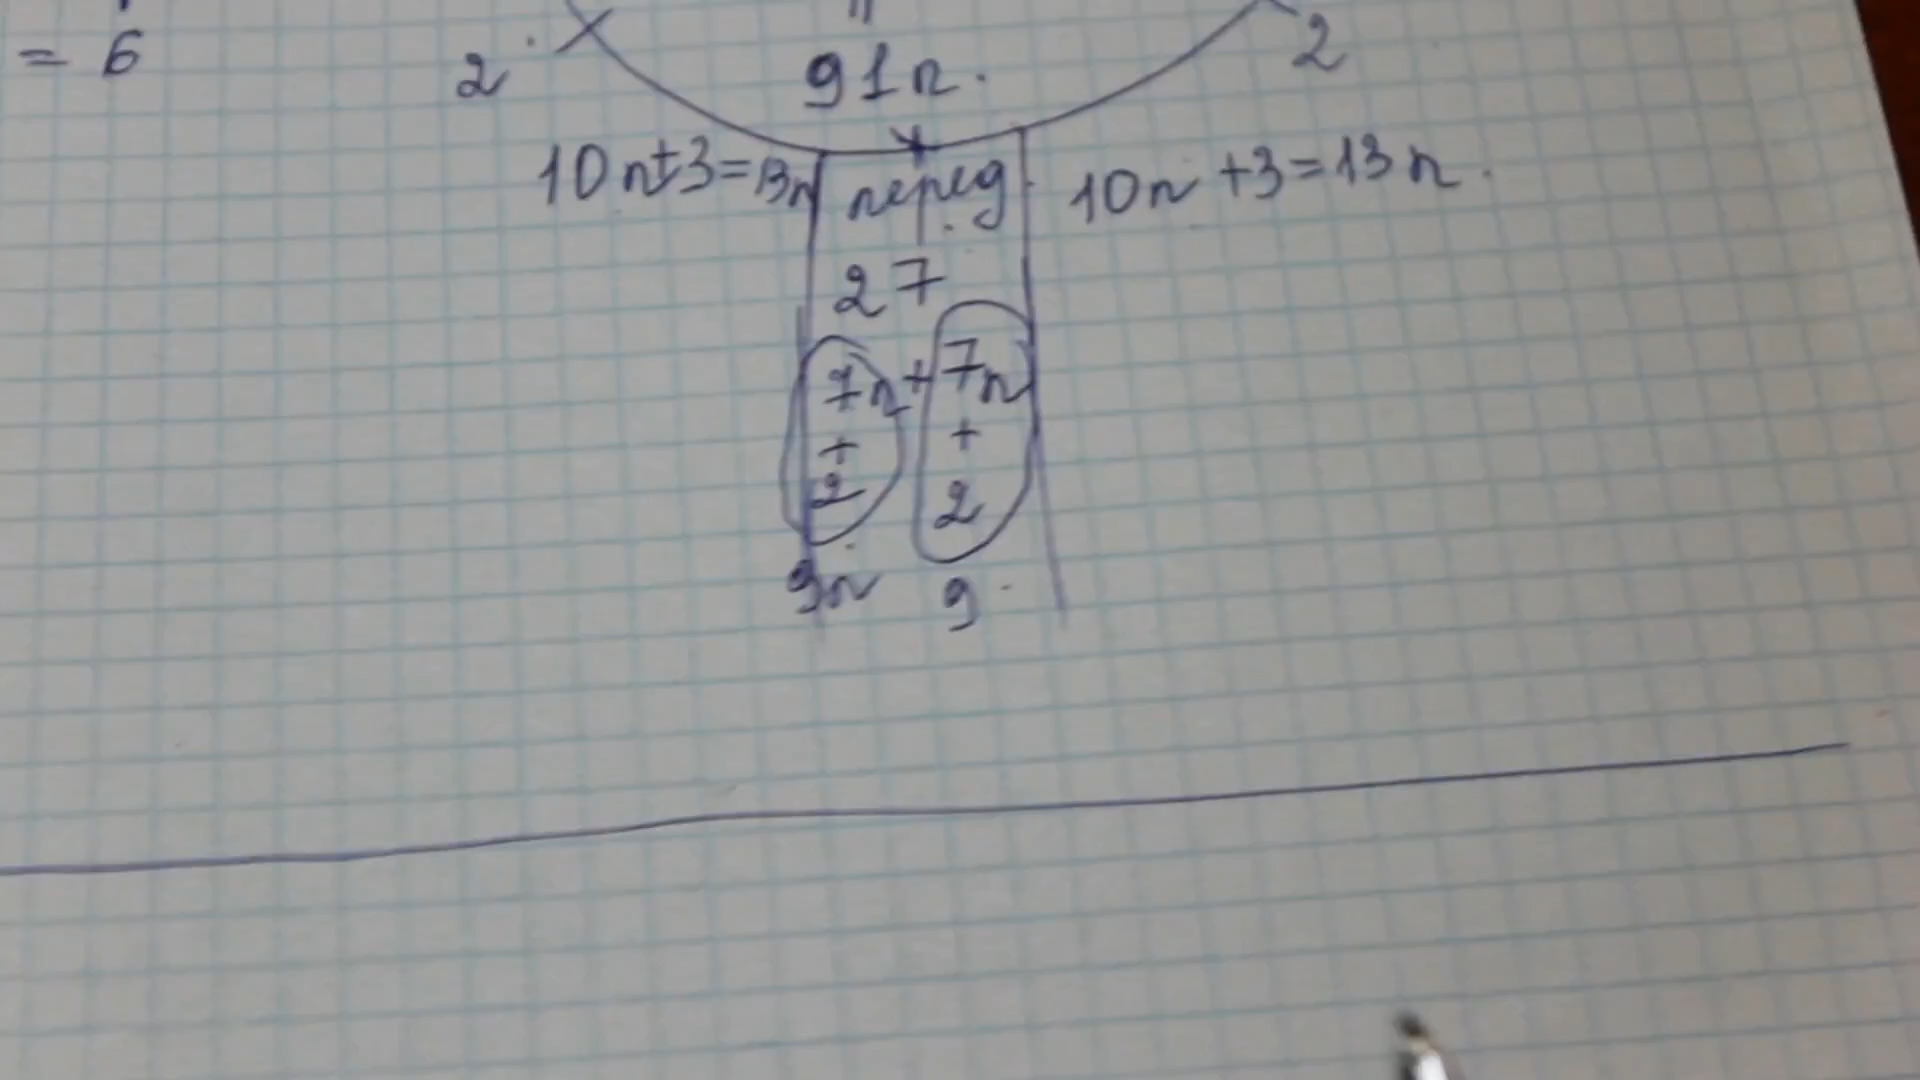 = 6
2 91п. 2
10п+3=13п перед 10п+3=13п.
27
7п+7п
+ +
2 2
9п 9